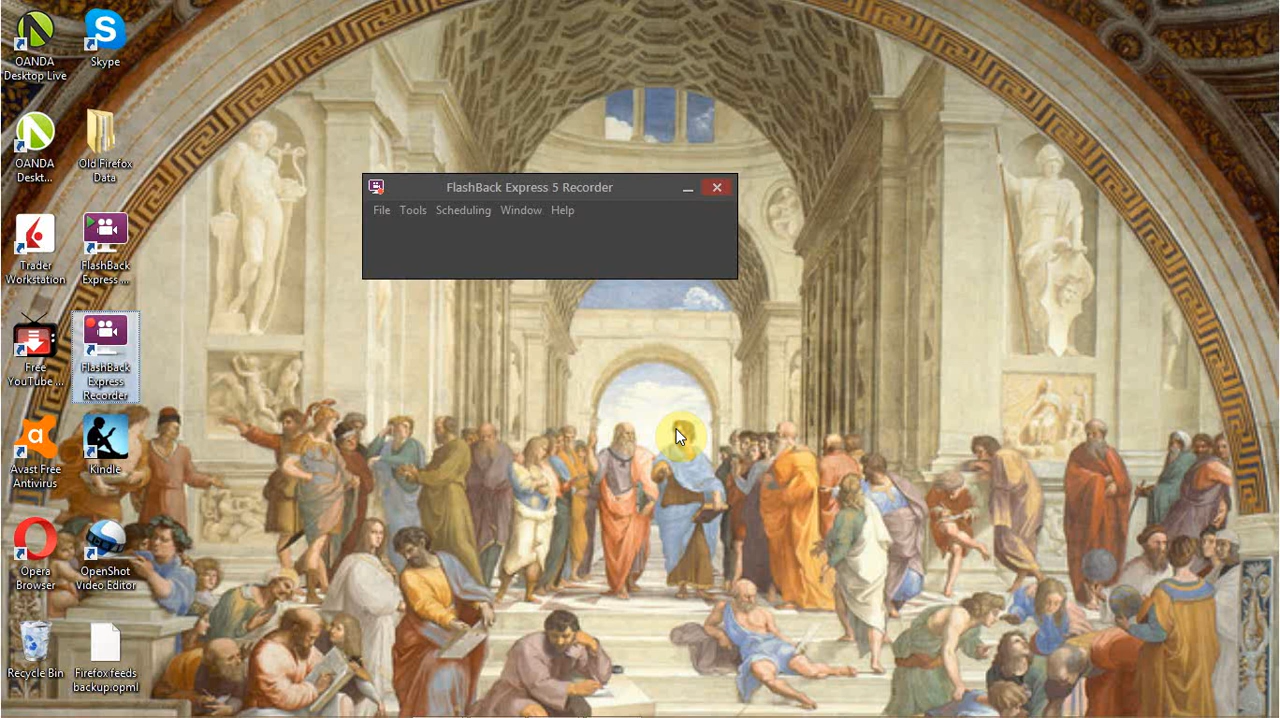 OANDA
Desktop Live
Skype
OANDA
Deskt...
Old Firefox
Data
Trader
Workstation
FlashBack
Express ...
Free
YouTube ...
FlashBack
Express
Recorder
Avast Free
Antivirus
Kindle
Opera
Browser
OpenShot
Video Editor
Recycle Bin
Firefox feeds
backup.opml
FlashBack Express 5 Recorder
File Tools Scheduling Window Help